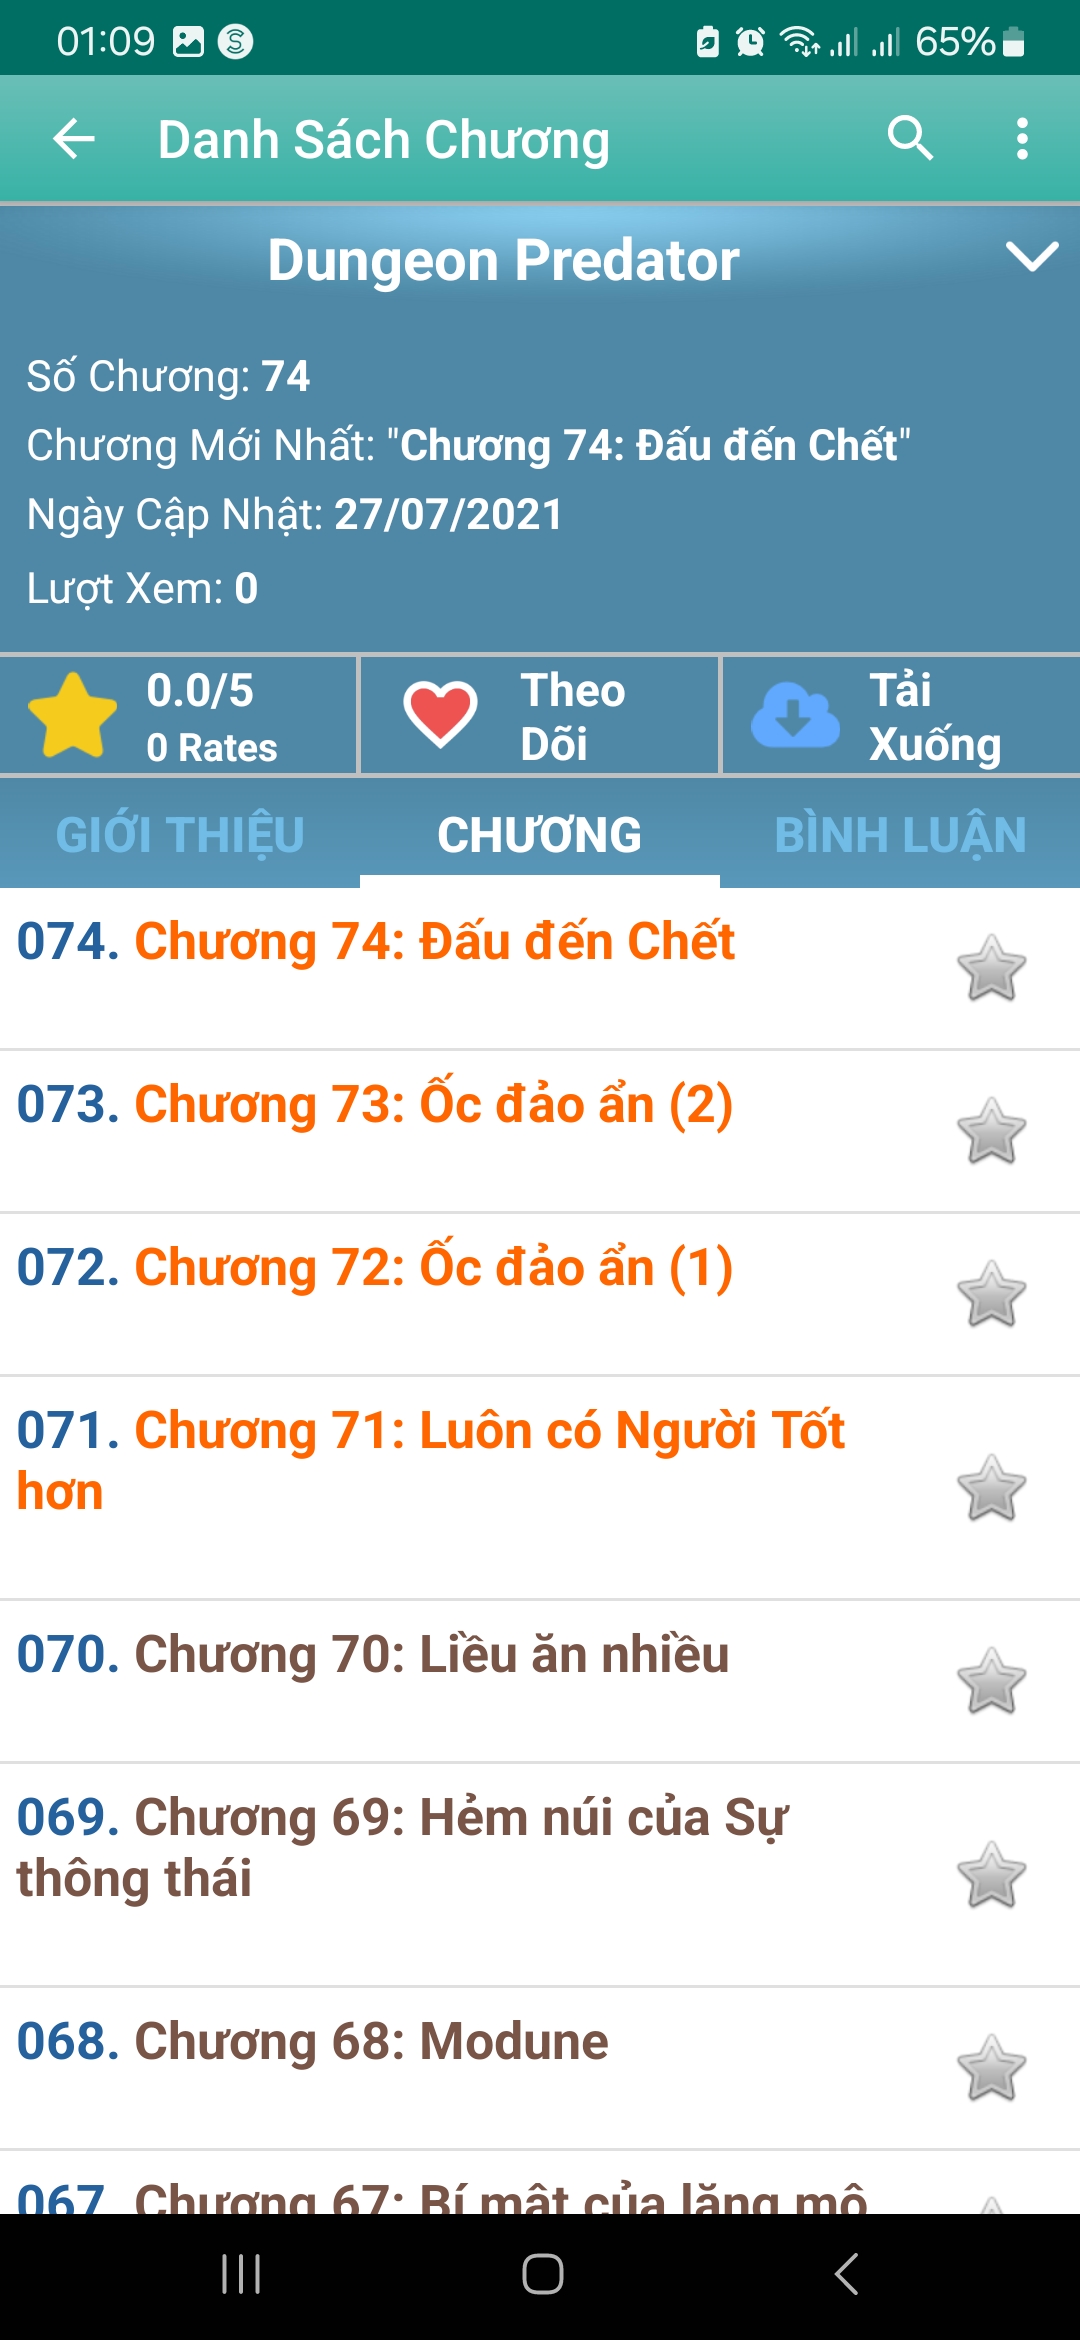 01:09
65%
Danh Sách Chương
Dungeon Predator
Số Chương: 74
Chương Mới Nhất: "Chương 74: Đấu đến Chết"
Ngày Cập Nhật: 27/07/2021
Lượt Xem: 0
0.0/5
0 Rates
Theo
Dõi
Tải
Xuống
GIỚI THIỆU
CHƯƠNG
BÌNH LUẬN
074. Chương 74: Đấu đến Chết
073. Chương 73: Ốc đảo ẩn (2)
072. Chương 72: Ốc đảo ẩn (1)
071. Chương 71: Luôn có Người Tốt
hơn
070. Chương 70: Liều ăn nhiều
069. Chương 69: Hẻm núi của Sự
thông thái
068. Chương 68: Modune
067. Chương 67: Bí mật của lăng mộ